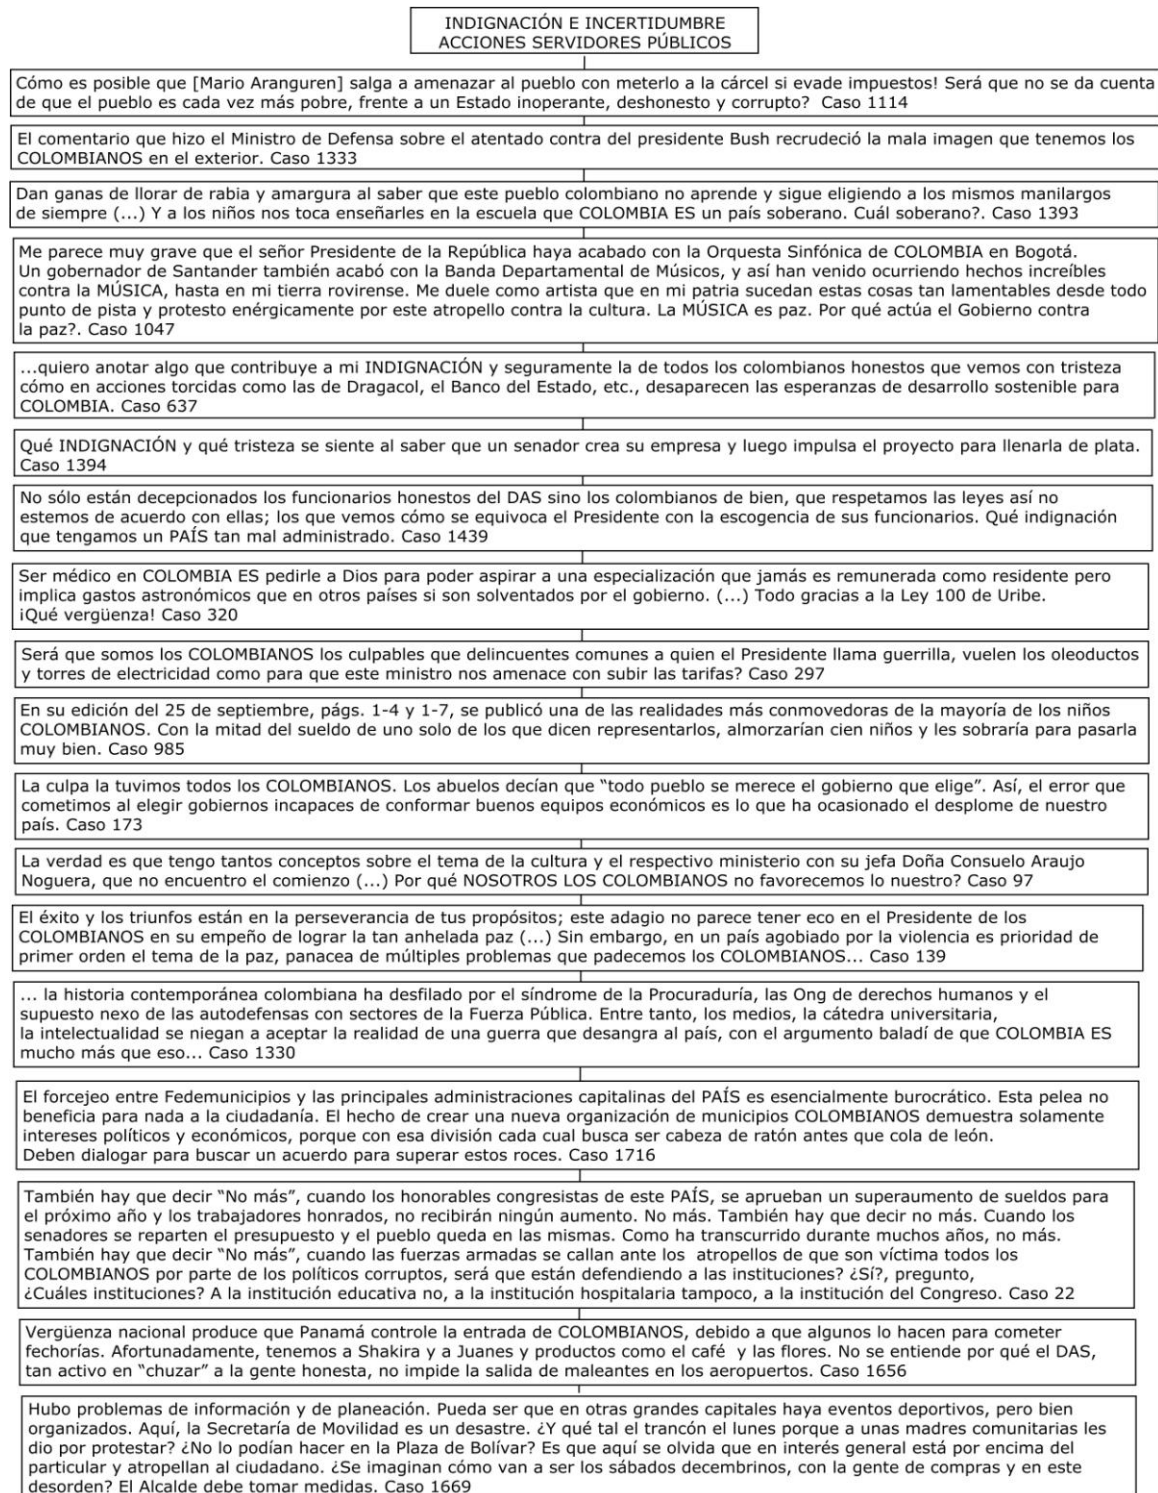 INDIGNACIÓN E INCERTIDUMBRE
ACCIONES SERVIDORES PÚBLICOS
Cómo es posible que [Mario Aranguren] salga a amenazar al pueblo con meterlo a la cárcel si evade impuestos! Será que no se da cuenta
de que el pueblo es cada vez más pobre, frente a un Estado inoperante, deshonesto y corrupto? Caso 1114
El comentario que hizo el Ministro de Defensa sobre el atentado contra del presidente Bush recrudeció la mala imagen que tenemos los
COLOMBIANOS en el exterior. Caso 1333
Dan ganas de llorar de rabia y amargura al saber que este pueblo colombiano no aprende y sigue eligiendo a los mismos manilargos
de siempre (...) Y a los niños nos toca enseñarles en la escuela que COLOMBIA ES un país soberano. Cuál soberano?. Caso 1393
Me parece muy grave que el señor Presidente de la República haya acabado con la Orquesta Sinfónica de COLOMBIA en Bogotá.
Un gobernador de Santander también acabó con la Banda Departamental de Músicos, y así han venido ocurriendo hechos increíbles
contra la MÚSICA, hasta en mi tierra rovirense. Me duele como artista que en mi patria sucedan estas cosas tan lamentables desde todo
punto de pista y protesto enérgicamente por este atropello contra la cultura. La MÚSICA es paz. Por qué actúa el Gobierno contra
la paz?. Caso 1047
...quiero anotar algo que contribuye a mi INDIGNACIÓN y seguramente la de todos los colombianos honestos que vemos con tristeza
cómo en acciones torcidas como las de Dragacol, el Banco del Estado, etc., desaparecen las esperanzas de desarrollo sostenible para
COLOMBIA. Caso 637
Qué INDIGNACIÓN y qué tristeza se siente al saber que un senador crea su empresa y luego impulsa el proyecto para llenarla de plata.
Caso 1394
No sólo están decepcionados los funcionarios honestos del DAS sino los colombianos de bien, que respetamos las leyes así no
estemos de acuerdo con ellas; los que vemos cómo se equivoca el Presidente con la escogencia de sus funcionarios. Qué indignación
que tengamos un PAÍS tan mal administrado. Caso 1439
Ser médico en COLOMBIA ES pedirle a Dios para poder aspirar a una especialización que jamás es remunerada como residente pero
implica gastos astronómicos que en otros países si son solventados por el gobierno. (...) Todo gracias a la Ley 100 de Uribe.
¡Qué vergüenza! Caso 320
Será que somos los COLOMBIANOS los culpables que delincuentes comunes a quien el Presidente llama guerrilla, vuelen los oleoductos
y torres de electricidad como para que este ministro nos amenace con subir las tarifas? Caso 297
En su edición del 25 de septiembre, págs. 1-4 y 1-7, se publicó una de las realidades más conmovedoras de la mayoría de los niños
COLOMBIANOS. Con la mitad del sueldo de uno solo de los que dicen representarlos, almorzarían cien niños y les sobraría para pasarla
muy bien. Caso 985
La culpa la tuvimos todos los COLOMBIANOS. Los abuelos decían que “todo pueblo se merece el gobierno que elige”. Así, el error que
cometimos al elegir gobiernos incapaces de conformar buenos equipos económicos es lo que ha ocasionado el desplome de nuestro
país. Caso 173
La verdad es que tengo tantos conceptos sobre el tema de la cultura y el respectivo ministerio con su jefa Doña Consuelo Araujo
Noguera, que no encuentro el comienzo (...) Por qué NOSOTROS LOS COLOMBIANOS no favorecemos lo nuestro? Caso 97
El éxito y los triunfos están en la perseverancia de tus propósitos; este adagio no parece tener eco en el Presidente de los
COLOMBIANOS en su empeño de lograr la tan anhelada paz (...) Sin embargo, en un país agobiado por la violencia es prioridad de
primer orden el tema de la paz, panacea de múltiples problemas que padecemos los COLOMBIANOS... Caso 139
... la historia contemporánea colombiana ha desfilado por el síndrome de la Procuraduría, las Ong de derechos humanos y el
supuesto nexo de las autodefensas con sectores de la Fuerza Pública. Entre tanto, los medios, la cátedra universitaria,
la intelectualidad se niegan a aceptar la realidad de una guerra que desangra al país, con el argumento baladí de que COLOMBIA ES
mucho más que eso... Caso 1330
El forcejeo entre Fedemunicipios y las principales administraciones capitalinas del PAÍS es esencialmente burocrático. Esta pelea no
beneficia para nada a la ciudadanía. El hecho de crear una nueva organización de municipios COLOMBIANOS demuestra solamente
intereses políticos y económicos, porque con esa división cada cual busca ser cabeza de ratón antes que cola de león.
Deben dialogar para buscar un acuerdo para superar estos roces. Caso 1716
También hay que decir “No más”, cuando los honorables congresistas de este PAÍS, se aprueban un superaumento de sueldos para
el próximo año y los trabajadores honrados, no recibirán ningún aumento. No más. También hay que decir no más. Cuando los
senadores se reparten el presupuesto y el pueblo queda en las mismas. Como ha transcurrido durante muchos años, no más.
También hay que decir “No más”, cuando las fuerzas armadas se callan ante los atropellos de que son víctima todos los
COLOMBIANOS por parte de los políticos corruptos, será que están defendiendo a las instituciones? ¿Sí?, pregunto,
¿Cuáles instituciones? A la institución educativa no, a la institución hospitalaria tampoco, a la institución del Congreso. Caso 22
Vergüenza nacional produce que Panamá controle la entrada de COLOMBIANOS, debido a que algunos lo hacen para cometer
fechorías. Afortunadamente, tenemos a Shakira y a Juanes y productos como el café y las flores. No se entiende por qué el DAS,
tan activo en “chuzar” a la gente honesta, no impide la salida de maleantes en los aeropuertos. Caso 1656
Hubo problemas de información y de planeación. Pueda ser que en otras grandes capitales haya eventos deportivos, pero bien
organizados. Aquí, la Secretaría de Movilidad es un desastre. ¿Y qué tal el trancón el lunes porque a unas madres comunitarias les
dio por protestar? ¿No lo podían hacer en la Plaza de Bolívar? Es que aquí se olvida que en interés general está por encima del
particular y atropellan al ciudadano. ¿Se imaginan cómo van a ser los sábados decembrinos, con la gente de compras y en este
desorden? El Alcalde debe tomar medidas. Caso 1669